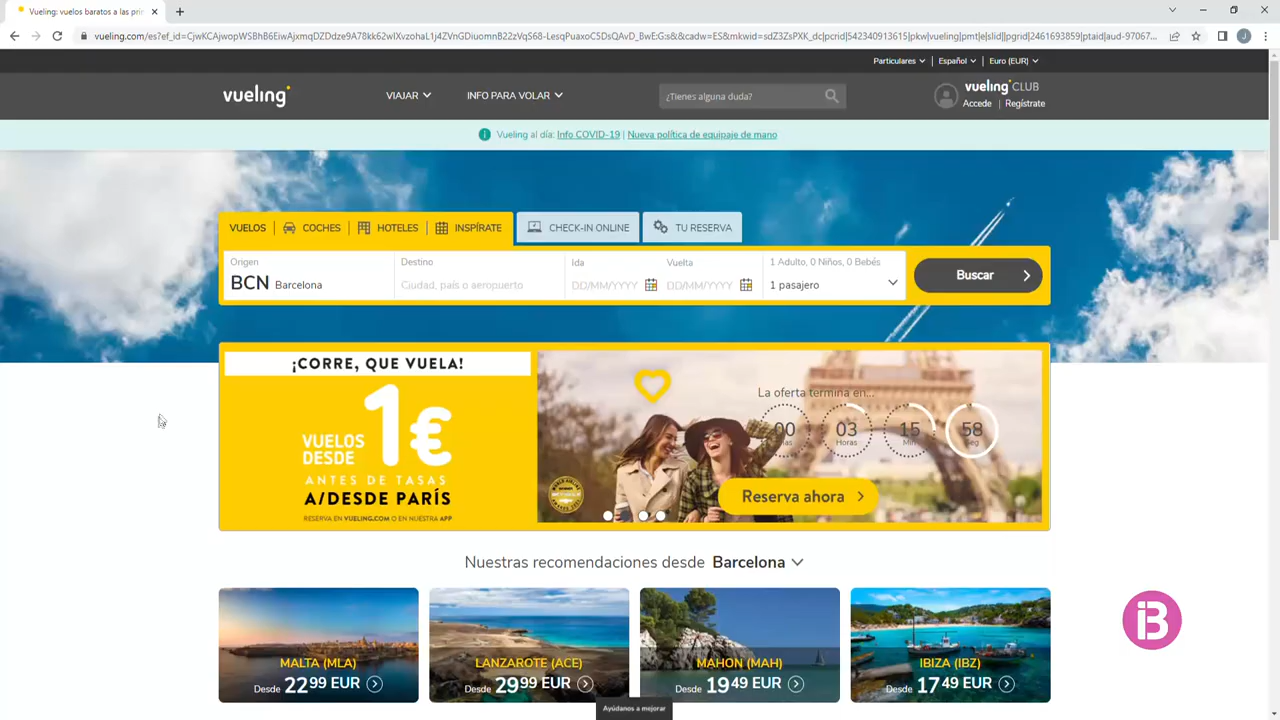 Vueling: vuelos baratos a las prin
vueling.com/es?ef_id=CjwKCAjwopWSBhB6EiwAjxmqDZDdze9A78kk62wIXvzohaL1j4ZVnGDiuomnB22zVqS68-LesqPuaxoC5DsQAvD_BwE:G:s&&cadw=ES&mkwid=sdZ3ZsPXK_dc|pcrid|542340913615|pkw|vueling|pmt|e|slid||pgrid|2461693859|ptaid|aud-97067...
J
Particulares | Español | Euro (EUR)
vueling VIAJAR INFO PARA VOLAR ¿Tienes alguna duda? vueling CLUB
Accede | Regístrate
Vueling al día: Info COVID-19 | Nueva política de equipaje de mano
VUELOS COCHES HOTELES INSPÍRATE CHECK-IN ONLINE TU RESERVA
Origen Destino Ida Vuelta 1 Adulto, 0 Niños, 0 Bebés
BCN Barcelona Ciudad, país o aeropuerto DD/MM/YYYY DD/MM/YYYY 1 pasajero Buscar
¡CORRE, QUE VUELA!
VUELOS DESDE 1€
ANTES DE TASAS
A/DESDE PARÍS
RESERVA EN VUELING.COM O EN NUESTRA APP
La oferta termina en...
00 03 15 58
Horas Min Seg
Reserva ahora
Nuestras recomendaciones desde Barcelona
MALTA (MLA) LANZAROTE (ACE) MAHON (MAH) IBIZA (IBZ)
Desde 22,99 EUR Desde 29,99 EUR Desde 19,49 EUR Desde 17,49 EUR
Ayúdanos a mejorar
iB